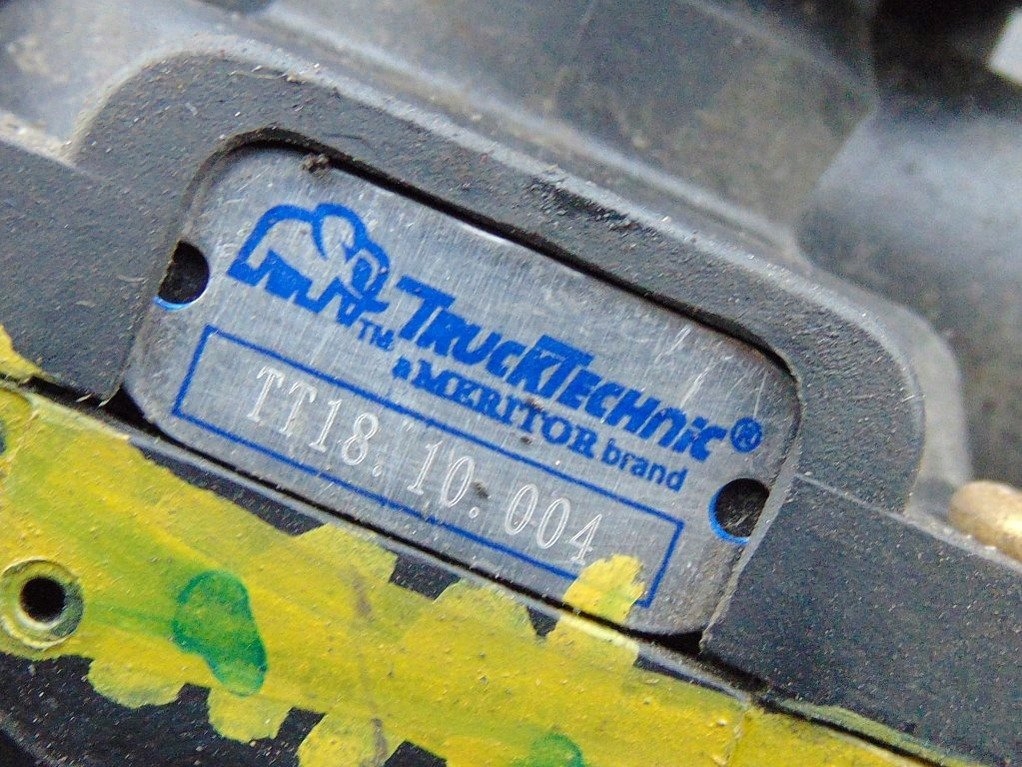 TM TRUCKTECHNIC®
a MERITOR brand
TT18.10.004